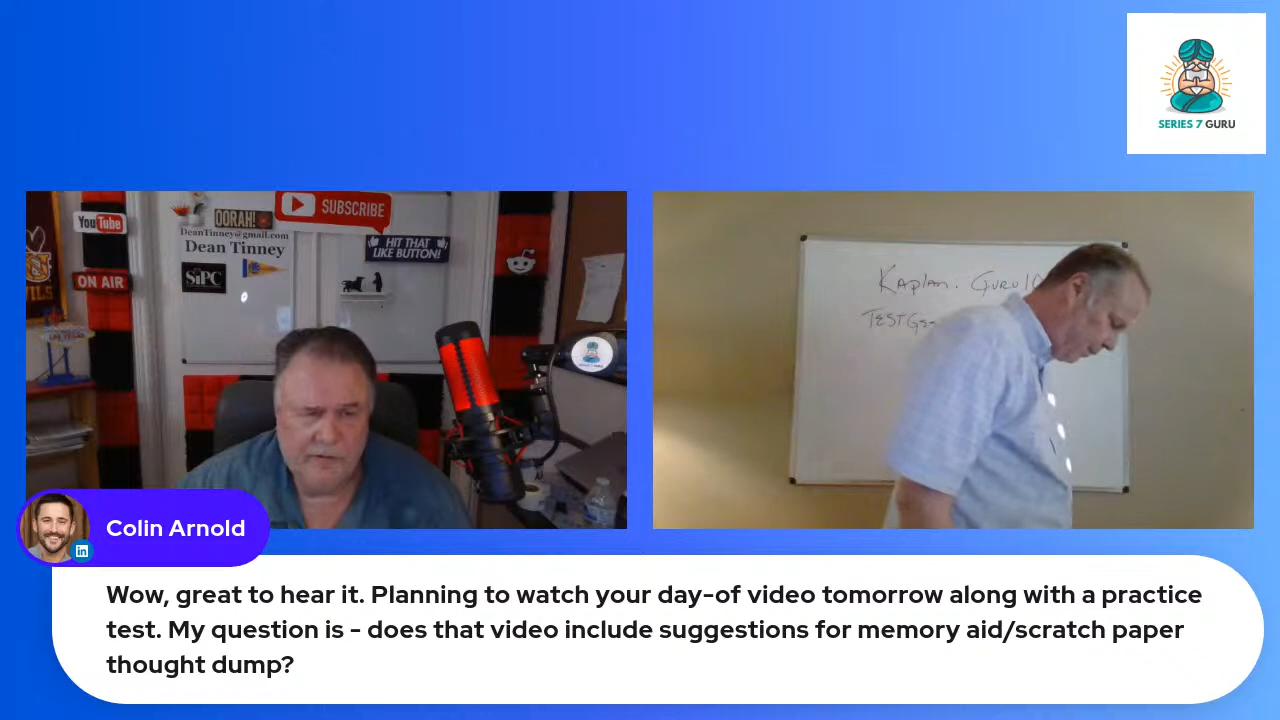 SERIES 7 GURU
YouTube
OORAH!
SUBSCRIBE
DeanTinney@gmail.com
Dean Tinney
HIT THAT
LIKE BUTTON!
SIPC
ON AIR
Kaplan. Guru10
TESTGE
Colin Arnold
Wow, great to hear it. Planning to watch your day-of video tomorrow along with a practice
test. My question is - does that video include suggestions for memory aid/scratch paper
thought dump?